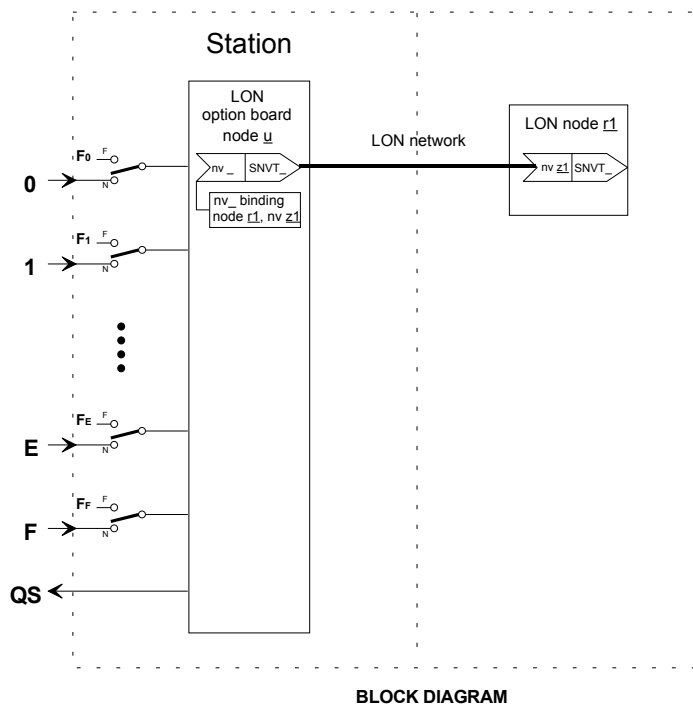 Station
LON
option board
node u
LON network
LON node r1
nv_
SNVT_
nv z1
SNVT_
nv_ binding
node r1, nv z1
F0
F
N
0
F1
F
N
1
FE
F
N
E
FF
F
N
F
QS
BLOCK DIAGRAM